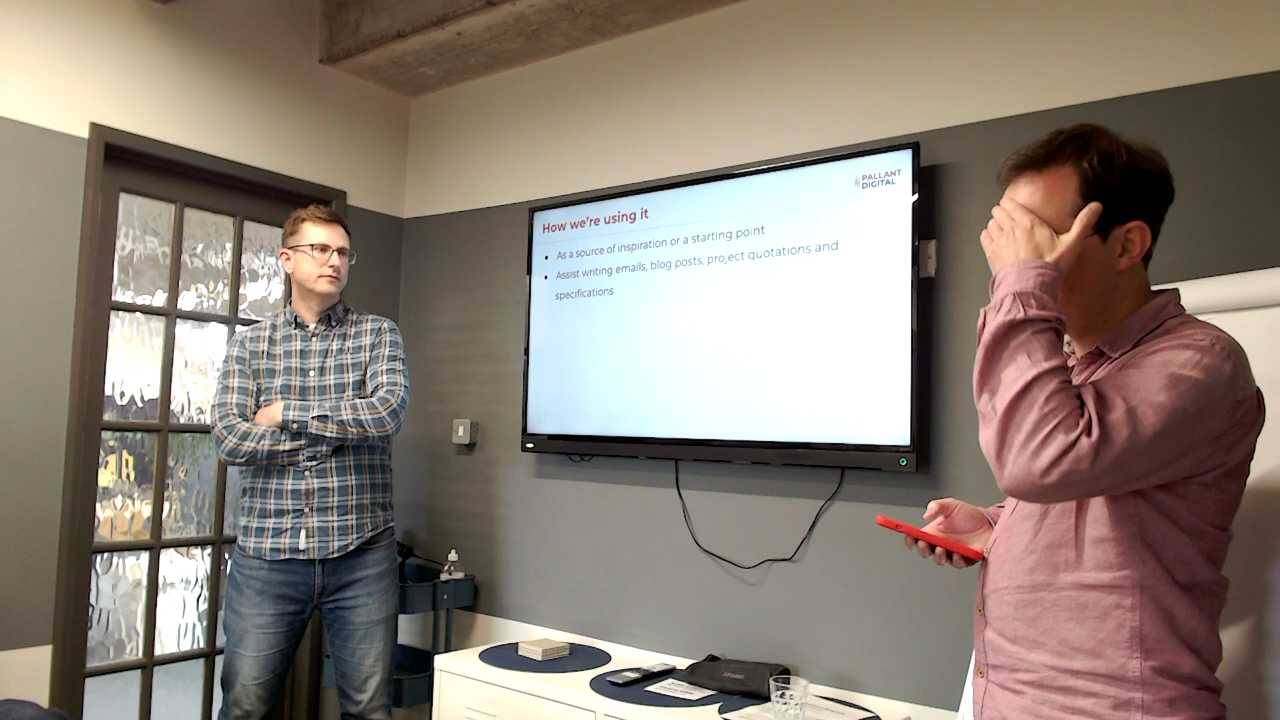 PALLANT
DIGITAL
How we're using it
As a source of inspiration or a starting point
Assist writing emails, blog posts, project quotations and
specifications